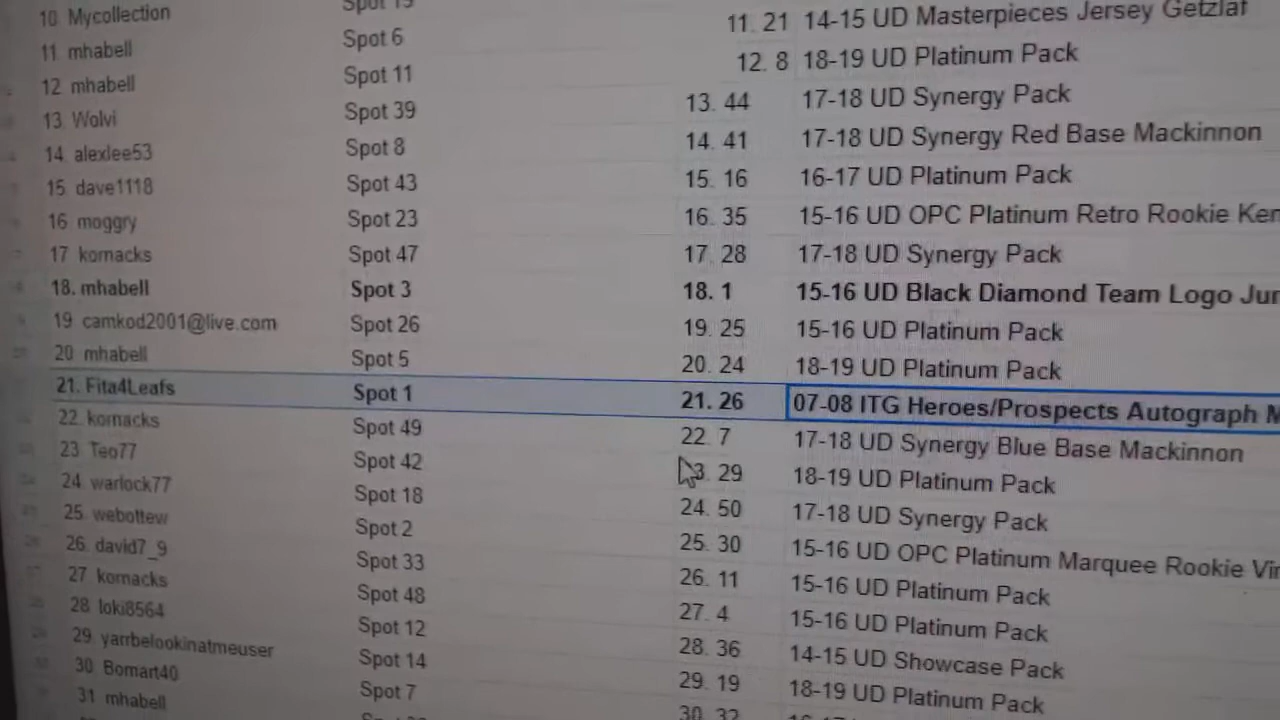 10 Mycollection Spot 15
11. mhabell Spot 6 11. 21 14-15 UD Masterpieces Jersey Getzlaf
12 mhabell Spot 11 12. 8 18-19 UD Platinum Pack
13. Wolvi Spot 39 13. 44 17-18 UD Synergy Pack
14. alexlee53 Spot 8 14. 41 17-18 UD Synergy Red Base Mackinnon
15 dave1118 Spot 43 15. 16 16-17 UD Platinum Pack
16 moggry Spot 23 16. 35 15-16 UD OPC Platinum Retro Rookie Ker
17 kornacks Spot 47 17. 28 17-18 UD Synergy Pack
18. mhabell Spot 3 18. 1 15-16 UD Black Diamond Team Logo Jum
19 camkod2001@live.com Spot 26 19. 25 15-16 UD Platinum Pack
20 mhabell Spot 5 20. 24 18-19 UD Platinum Pack
21. Fita4Leafs Spot 1 21. 26 07-08 ITG Heroes/Prospects Autograph M
22. kornacks Spot 49 22. 7 17-18 UD Synergy Blue Base Mackinnon
23 Teo77 Spot 42 3. 29 18-19 UD Platinum Pack
24. warlock77 Spot 18 24. 50 17-18 UD Synergy Pack
25. webottew Spot 2 25. 30 15-16 UD OPC Platinum Marquee Rookie Vir
26. david7_9 Spot 33 26. 11 15-16 UD Platinum Pack
27 kornacks Spot 48 27. 4 15-16 UD Platinum Pack
28 loki8564 Spot 12 28. 36 14-15 UD Showcase Pack
29. yarrbelookinatmeuser Spot 14 29. 19 18-19 UD Platinum Pack
30 Bomart40 Spot 7 30. 32
31 mhabell